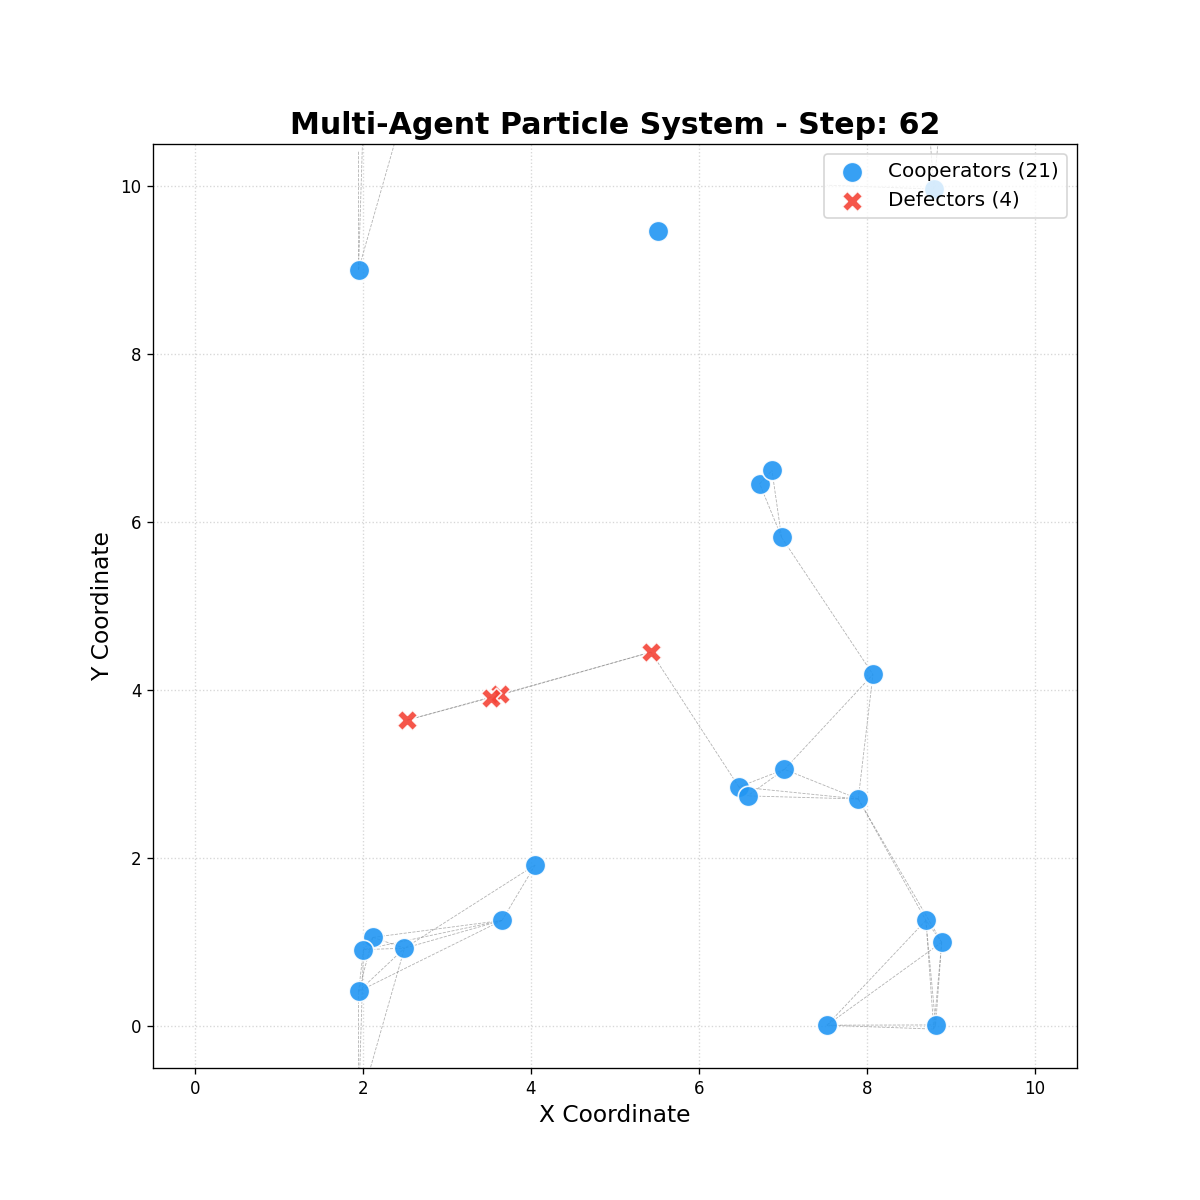 Multi-Agent Particle System - Step: 62
Cooperators (21)
Defectors (4)
10
8
6
4
2
0
Y Coordinate
0 2 4 6 8 10
X Coordinate